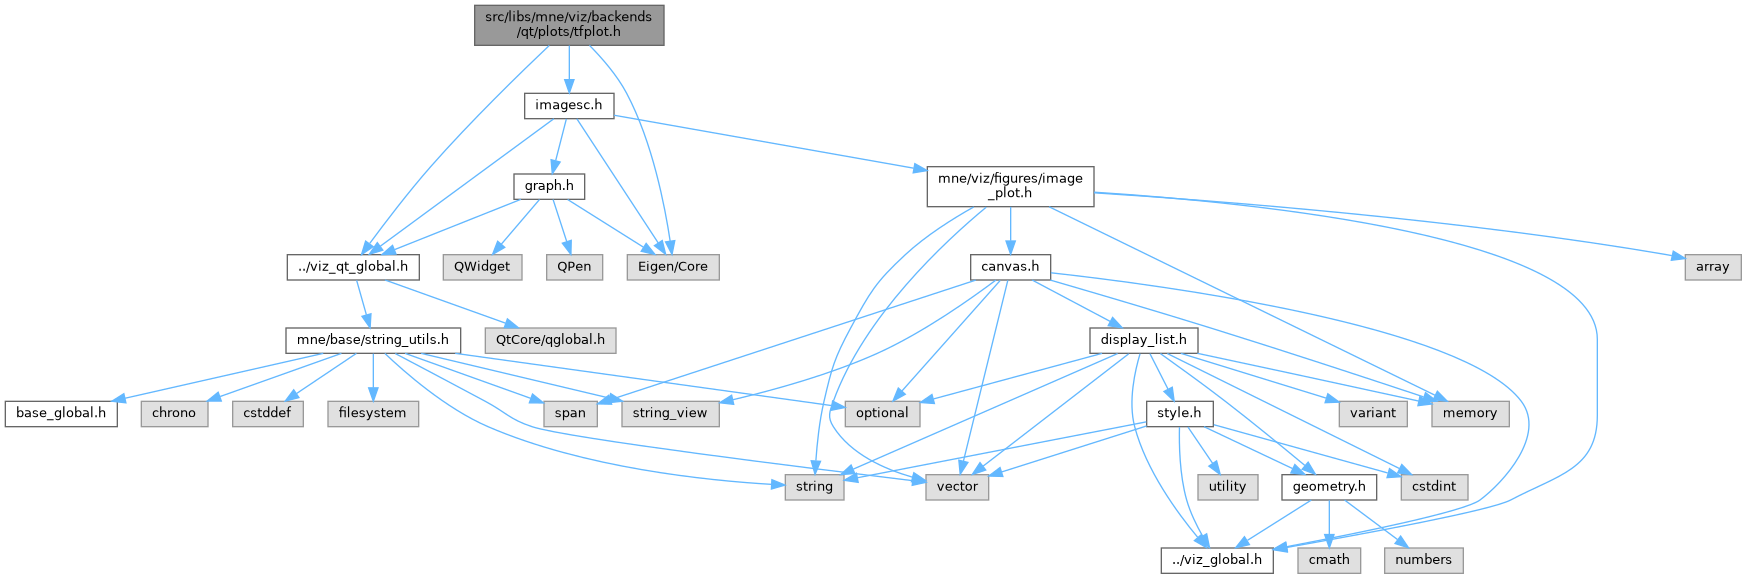 src/libs/mne/viz/backends
/qt/plots/tfplot.h
imagesc.h
graph.h
mne/viz/figures/image
_plot.h
../viz_qt_global.h
QWidget
QPen
Eigen/Core
canvas.h
array
mne/base/string_utils.h
QtCore/qglobal.h
display_list.h
base_global.h
chrono
cstddef
filesystem
span
string_view
optional
style.h
variant
memory
string
vector
utility
geometry.h
cstdint
../viz_global.h
cmath
numbers